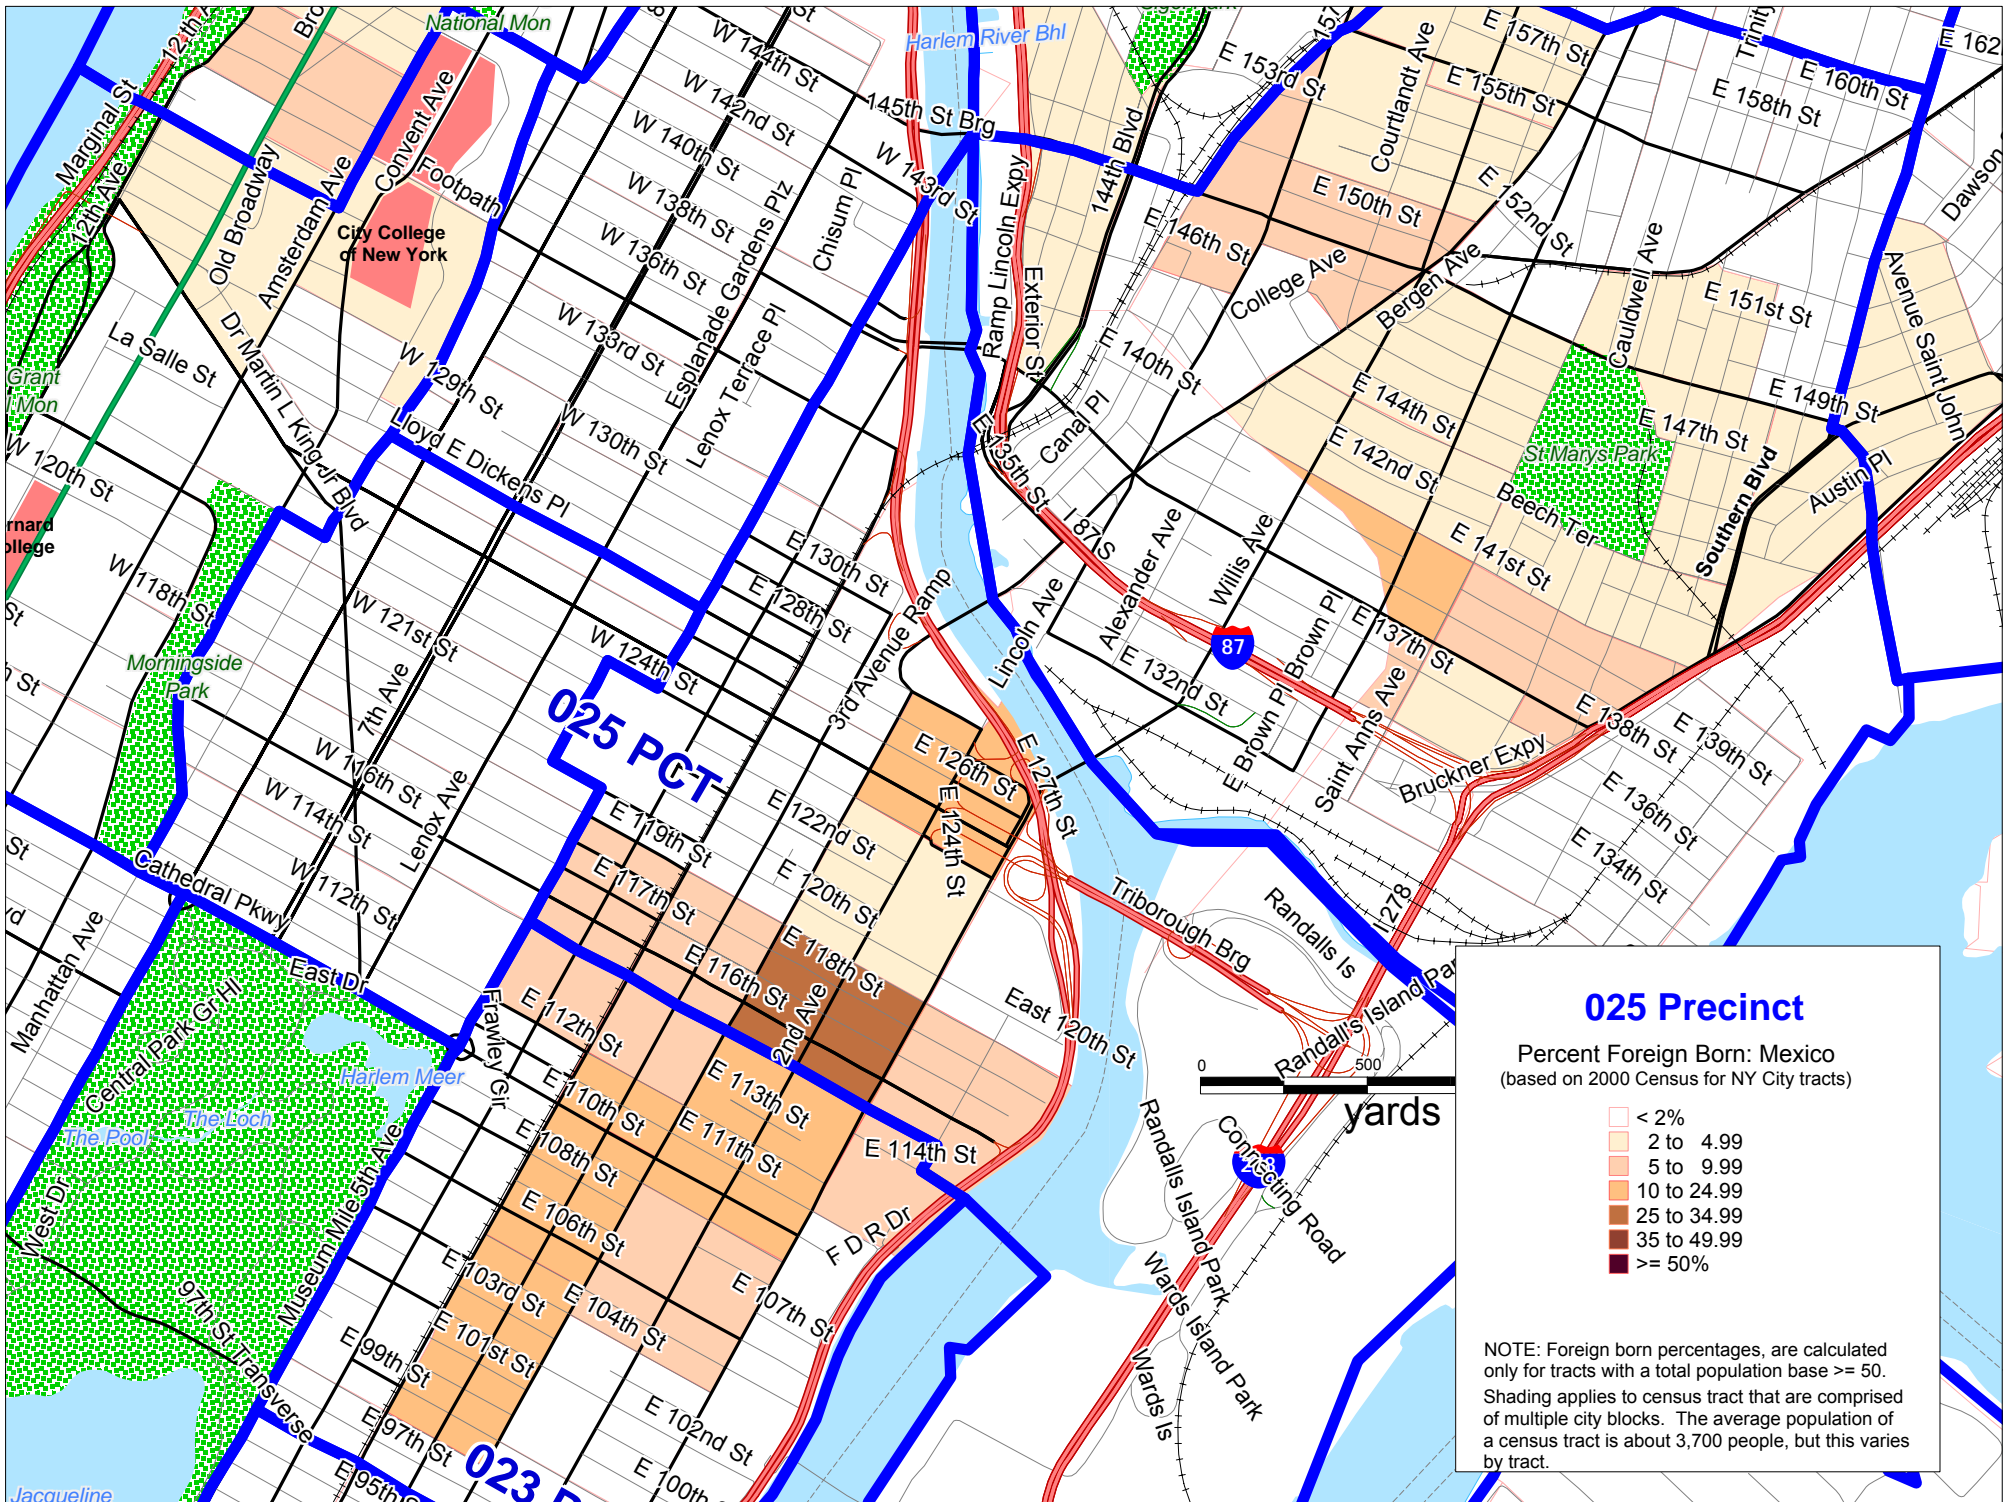 National Mon
Harlem River Bhl
12th A
Marginal St
12th Ave
W 144th St
W 142nd St
W 140th St
W 138th St
W 136th St
W 133rd St
W 130th St
W 129th St
145th St Brg
W 143rd St
Chisum Pl
Esplanade Gardens Plz
Lenox Terrace Pl
Convent Ave
Footpath
City College
of New York
Amsterdam Ave
Old Broadway
La Salle St
Dr Martin L King Jr Blvd
Lloyd E Dickens Pl
Grant
l Mon
W 120th St
rnard
ollege
W 118th St
Morningside
Park
W 121st St
7th Ave
W 124th St
W 116th St
W 114th St
W 112th St
Lenox Ave
Cathedral Pkwy
Manhattan Ave
East Dr
Central Park Gr Hl
Harlem Meer
The Loch
The Pool
West Dr
Museum Mile 5th Ave
97th St Transverse
Jacqueline
Frawley Cir
Ramp Lincoln Expy
Exterior St
144th Blvd
E 153rd St
E 157th St
E 155th St
E 158th St
E 160th St
E 162
Trinity
Courtlandt Ave
E 150th St
E 152nd St
E 146th St
College Ave
Bergen Ave
Cauldwell Ave
E 151st St
Avenue Saint John
Dawson
E 149th St
E 147th St
St Marys Park
Beech Ter
Southern Blvd
Austin Pl
E 140th St
Canal Pl
E 135th St
I 87 S
E 144th St
E 142nd St
E 141st St
Alexander Ave
Willis Ave
Lincoln Ave
87
E 132nd St
Brown Pl
E Brown Pl
E 137th St
Saint Anns Ave
Bruckner Expy
E 138th St
E 139th St
E 136th St
E 134th St
E 130th St
E 128th St
3rd Avenue Ramp
E 126th St
E 127th St
E 124th St
025 PCT
E 122nd St
E 120th St
E 119th St
E 117th St
E 118th St
E 116th St
2nd Ave
East 120th St
E 112th St
E 113th St
E 110th St
E 111th St
E 108th St
E 114th St
E 106th St
F D R Dr
E 103rd St
E 104th St
E 107th St
E 101st St
E 99th St
E 97th St
E 95th S
E 102nd St
E 100th
023 P
Triborough Brg
Randalls Is
I 278
Randall's Island Par
Connecting Road
Randalls Island Park
Wards Island Park
Wards Is
0 500
yards
025 Precinct
Percent Foreign Born: Mexico
(based on 2000 Census for NY City tracts)
< 2%
2 to 4.99
5 to 9.99
10 to 24.99
25 to 34.99
35 to 49.99
>= 50%
NOTE: Foreign born percentages, are calculated
only for tracts with a total population base >= 50.
Shading applies to census tract that are comprised
of multiple city blocks. The average population of
a census tract is about 3,700 people, but this varies
by tract.